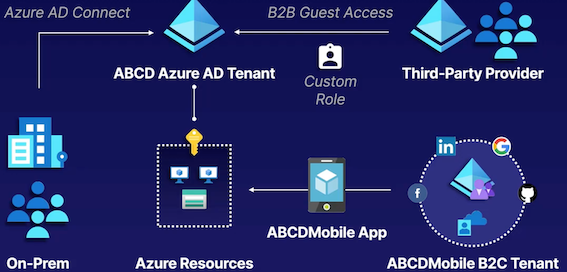 Azure AD Connect
B2B Guest Access
ABCD Azure AD Tenant
Custom
Role
Third-Party Provider
in
G
f
ABCDMobile App
On-Prem
Azure Resources
ABCDMobile B2C Tenant